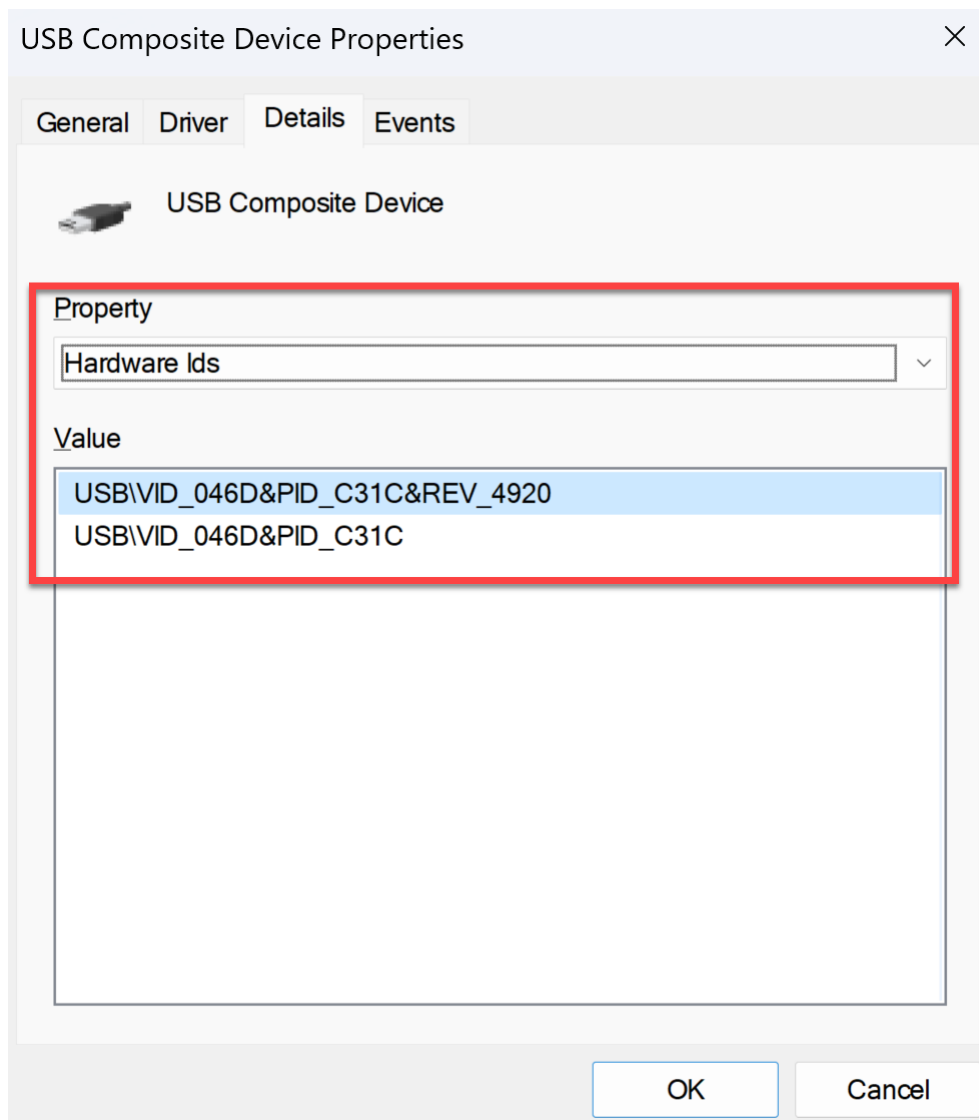 USB Composite Device Properties
General Driver Details Events
USB Composite Device
Property
Hardware Ids
Value
USB\VID_046D&PID_C31C&REV_4920
USB\VID_046D&PID_C31C
OK Cancel